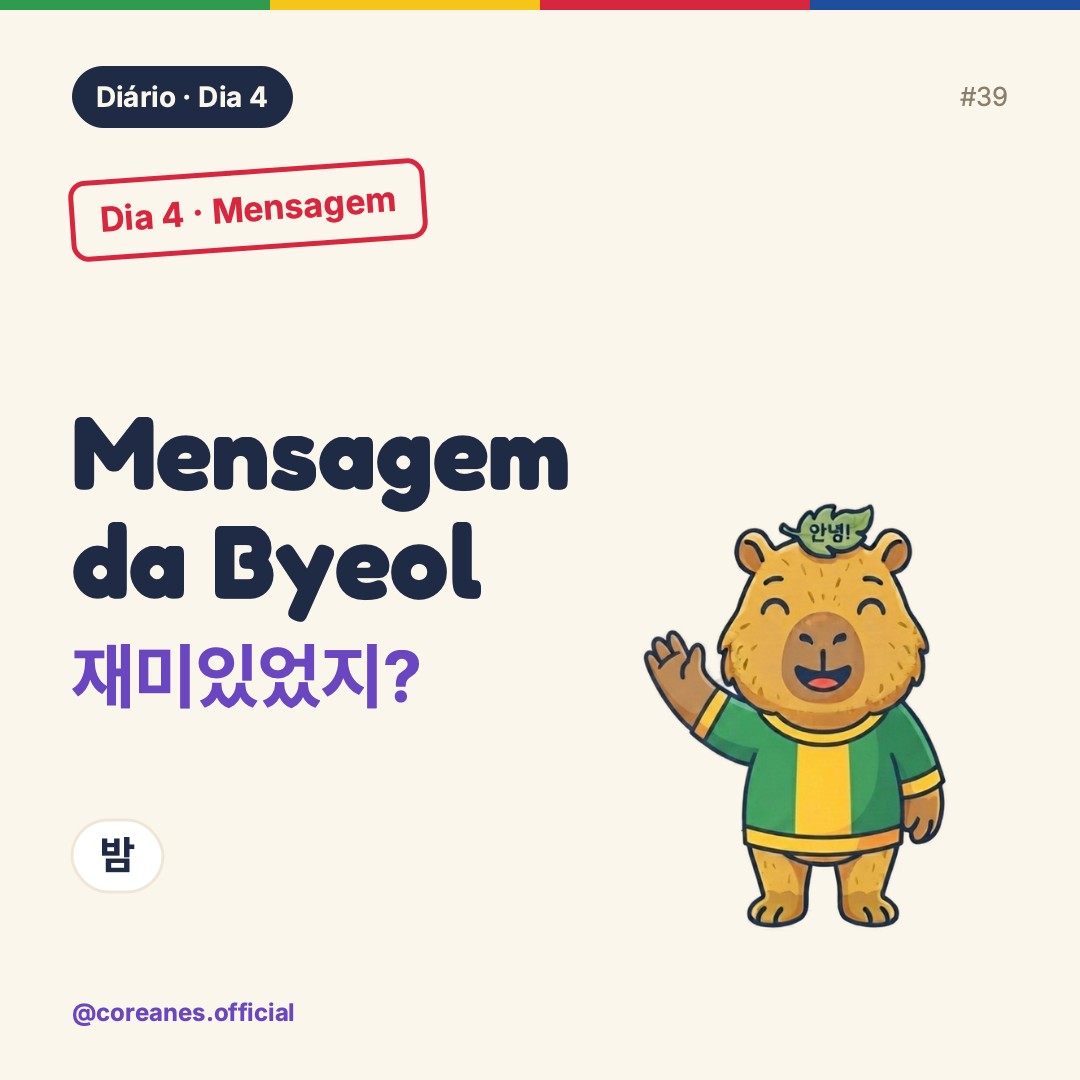 Diário · Dia 4
#39
Dia 4 · Mensagem
Mensagem
da Byeol
재미있었지?
안녕!
밤
@coreanes.official